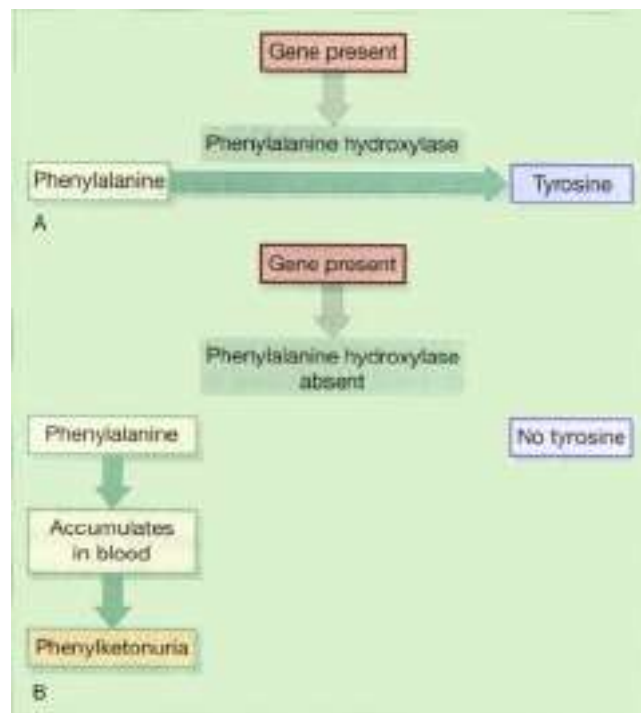 Gene present
Phenylalanine hydroxylase
Phenylalanine
Tyrosine
A
Gene present
Phenylalanine hydroxylase
absent
Phenylalanine
No tyrosine
Accumulates
in blood
Phenylketonuria
B